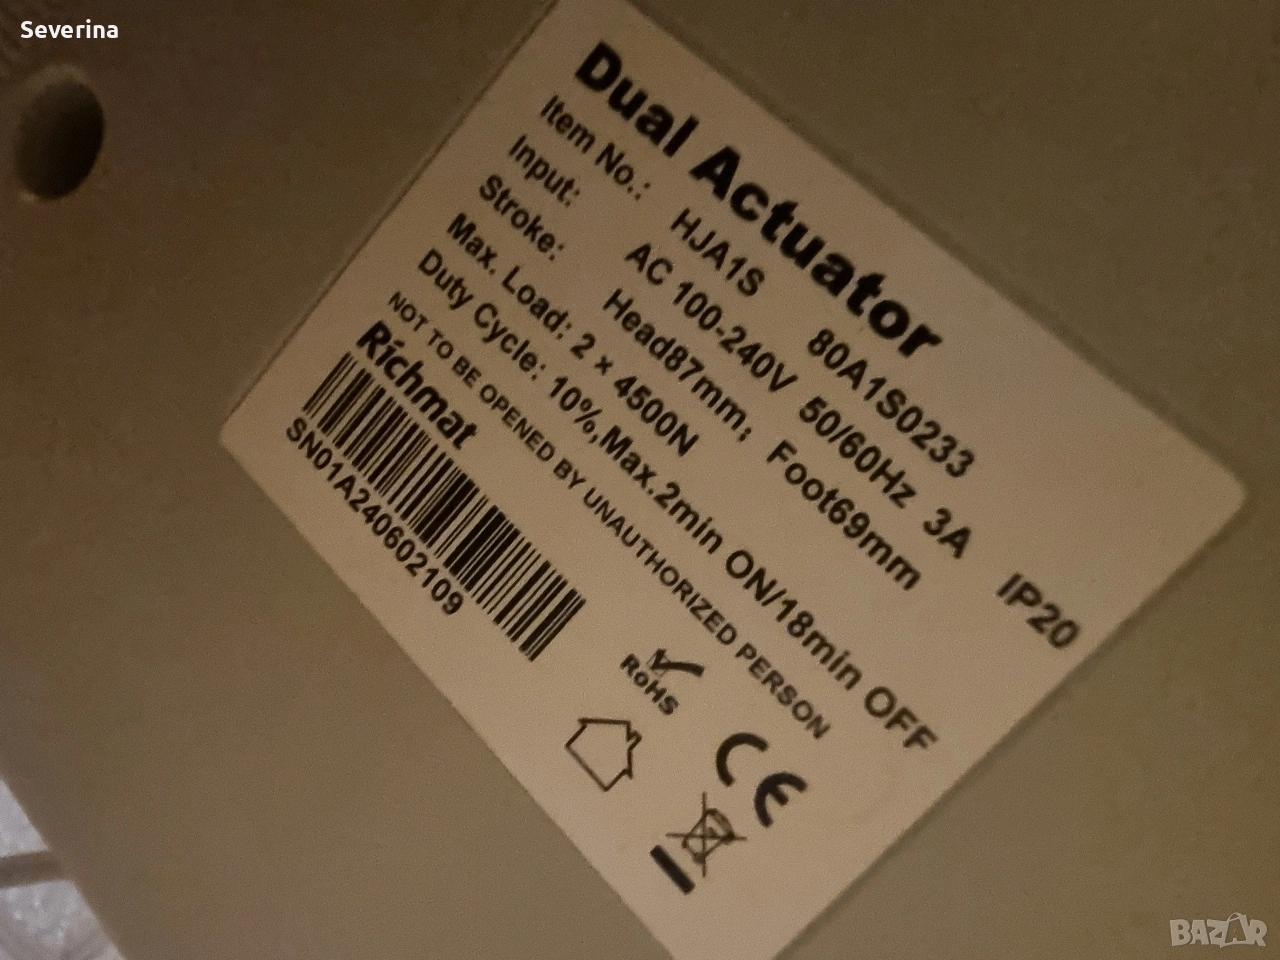 Severina
Dual Actuator
Item No.: HJA1S 80A1S0233
Input: AC 100-240V 50/60Hz 3A IP20
Stroke: Head87mm; Foot69mm
Max. Load: 2 × 4500N
Duty Cycle: 10%,Max.2min ON/18min OFF
NOT TO BE OPENED BY UNAUTHORIZED PERSON
Richmat
SN01A240602109
RoHS
CE
BAZAR